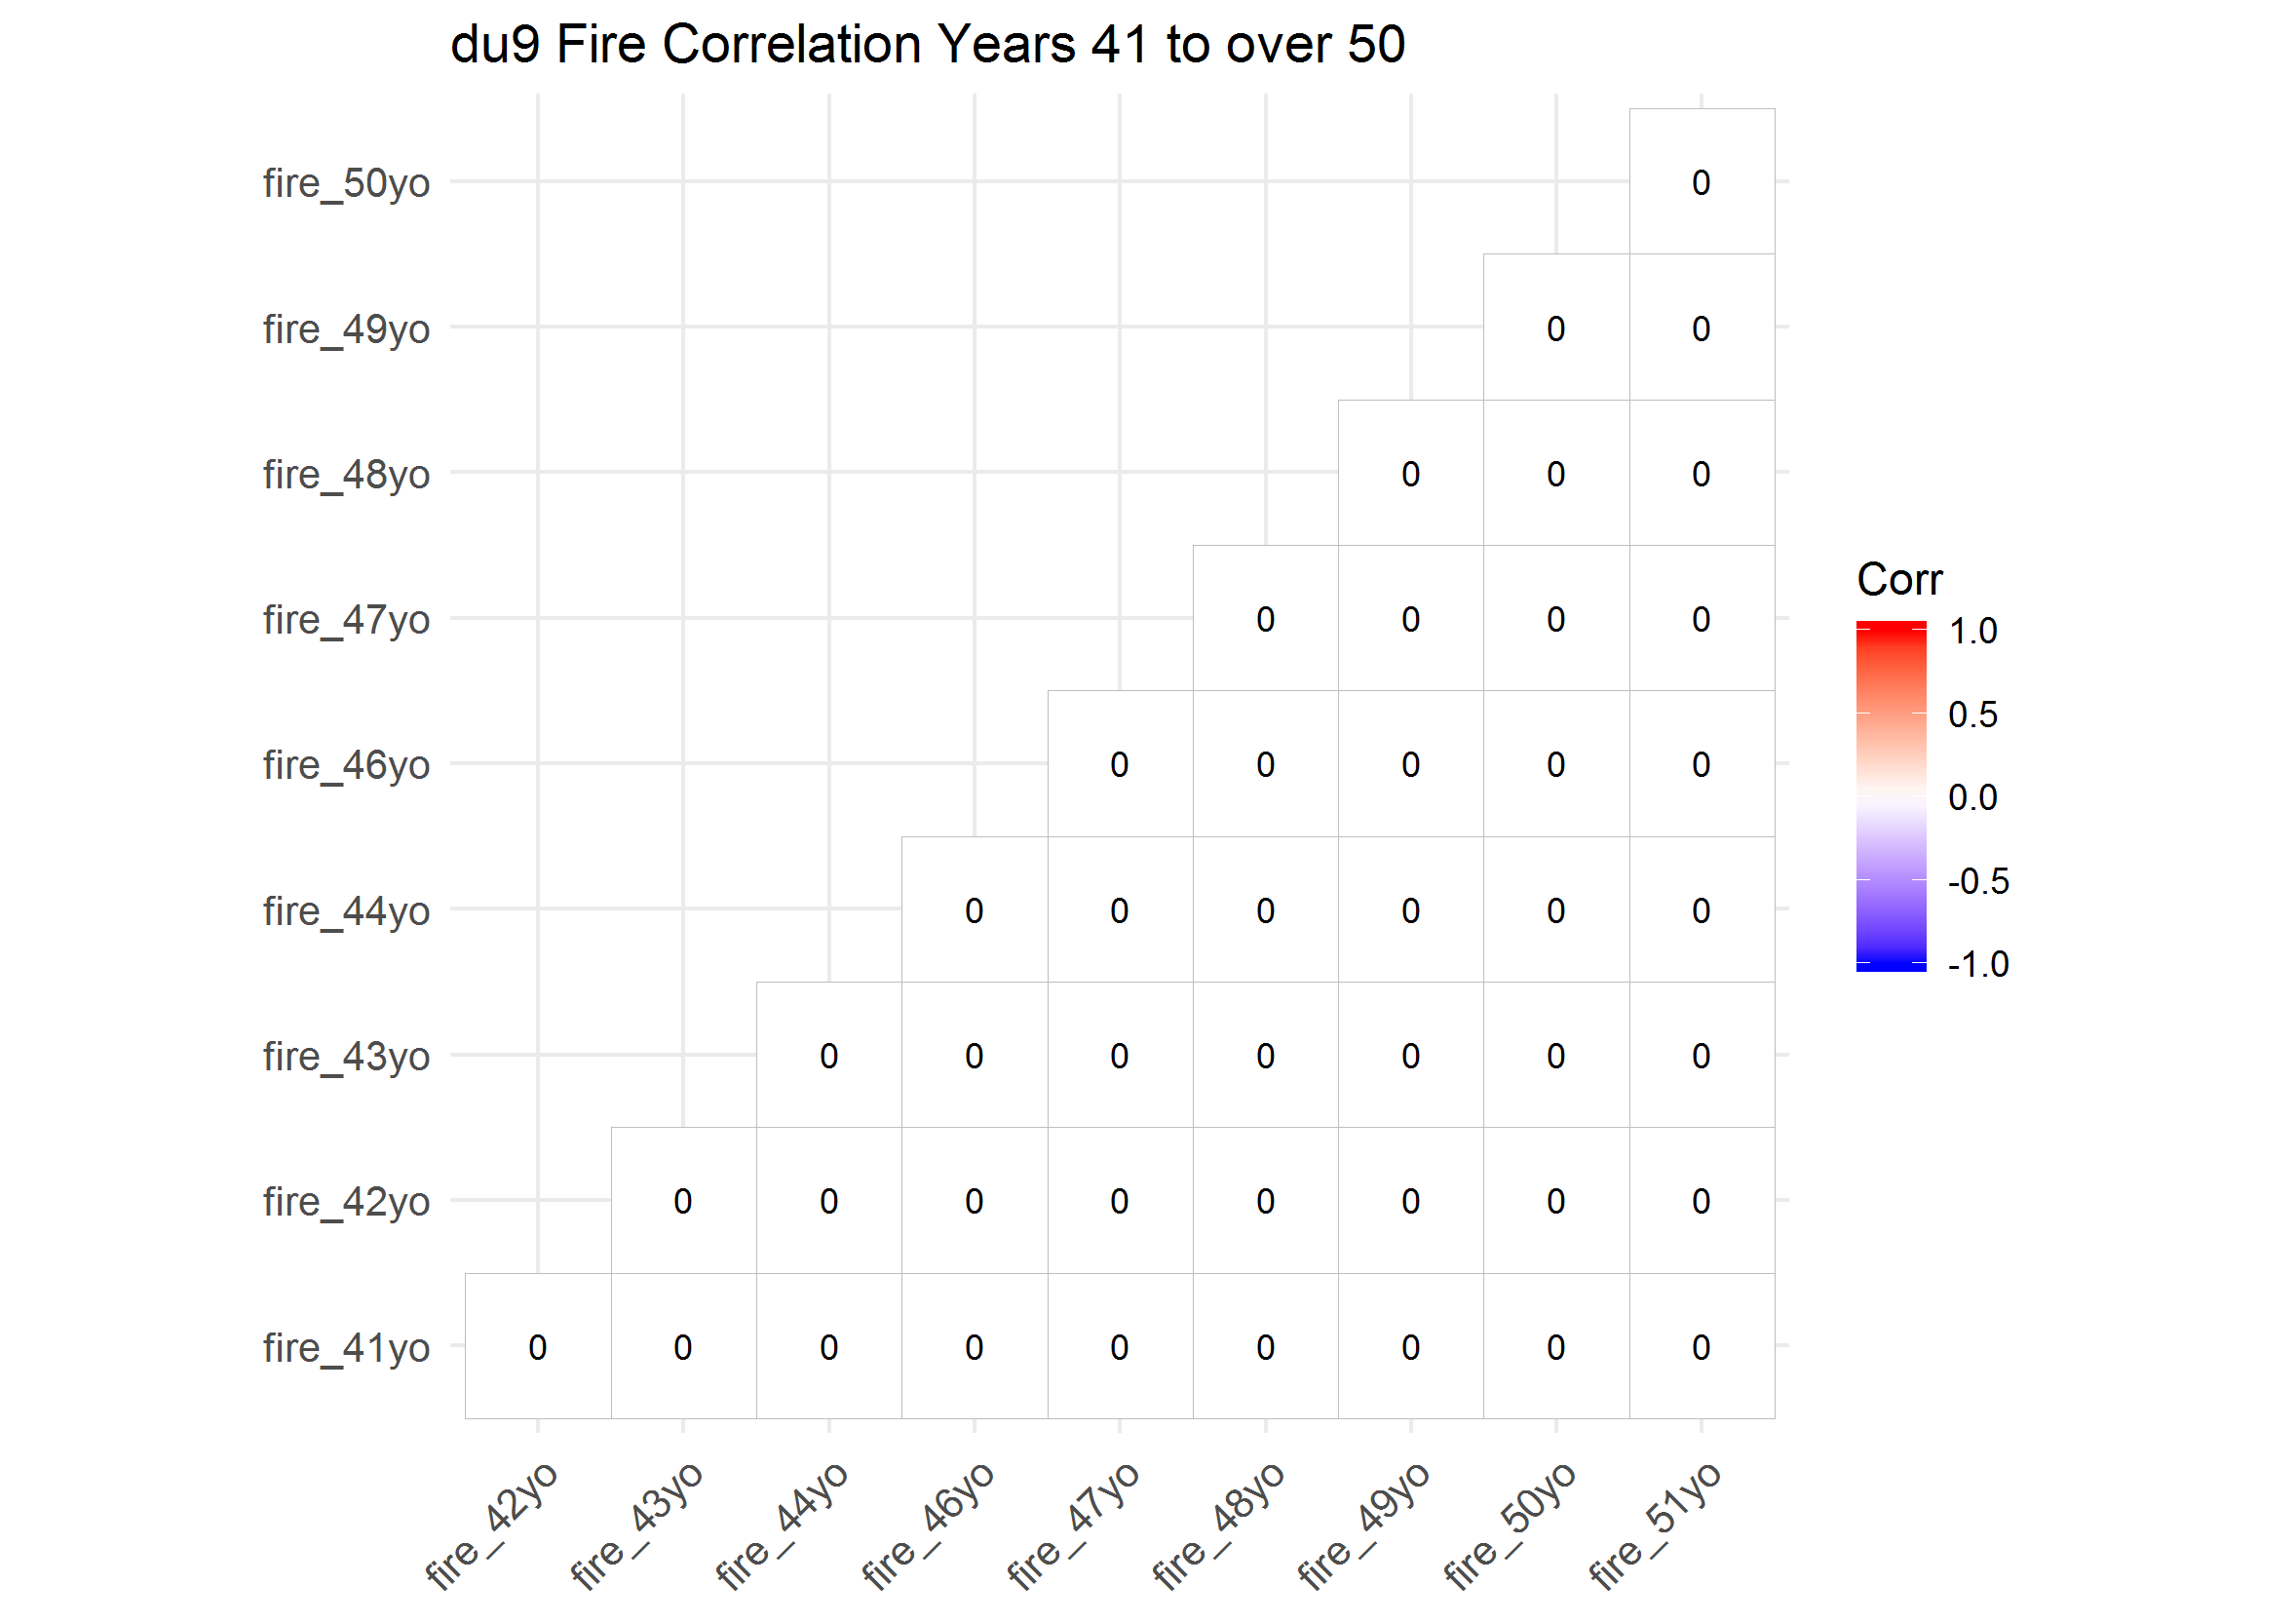 du9 Fire Correlation Years 41 to over 50
fire_50yo 0
fire_49yo 0 0
fire_48yo 0 0 0
fire_47yo 0 0 0 0
fire_46yo 0 0 0 0 0
fire_44yo 0 0 0 0 0 0
fire_43yo 0 0 0 0 0 0 0
fire_42yo 0 0 0 0 0 0 0 0
fire_41yo 0 0 0 0 0 0 0 0 0
fire_42yo fire_43yo fire_44yo fire_46yo fire_47yo fire_48yo fire_49yo fire_50yo fire_51yo
Corr
1.0
0.5
0.0
-0.5
-1.0